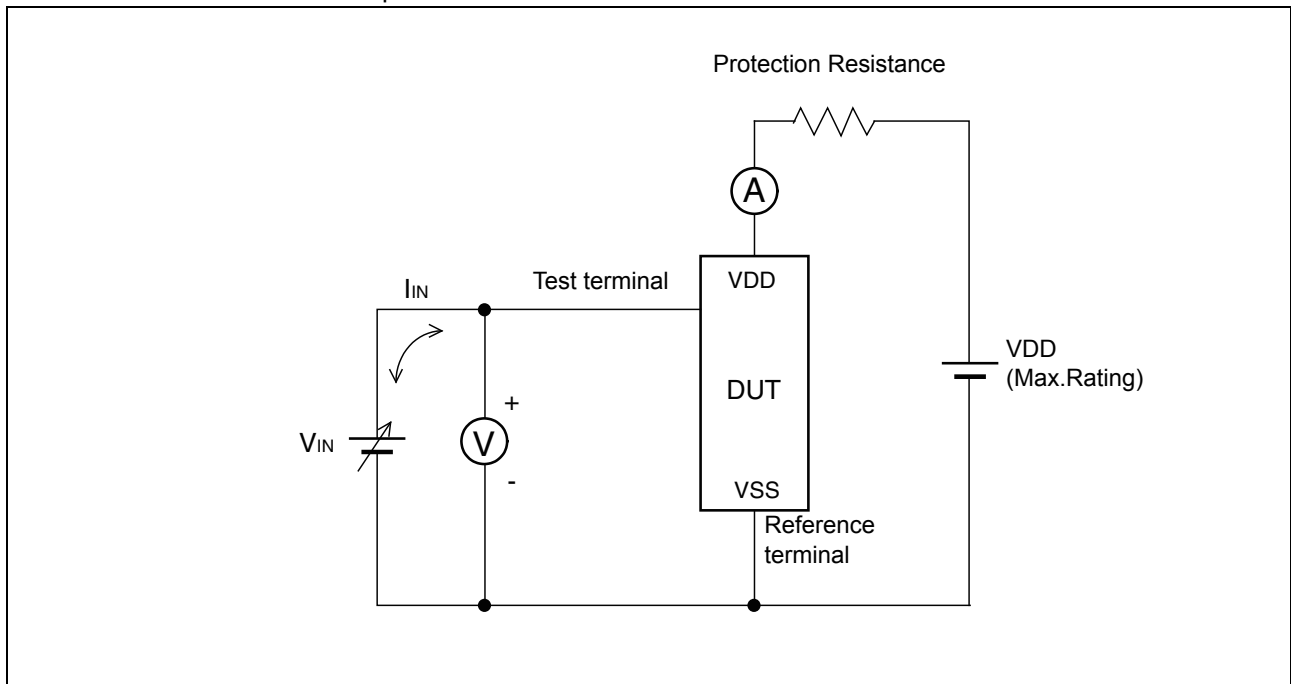 Protection Resistance
A
Test terminal
VDD
IIN
VDD
(Max.Rating)
DUT
+
VIN
V
-
VSS
Reference
terminal